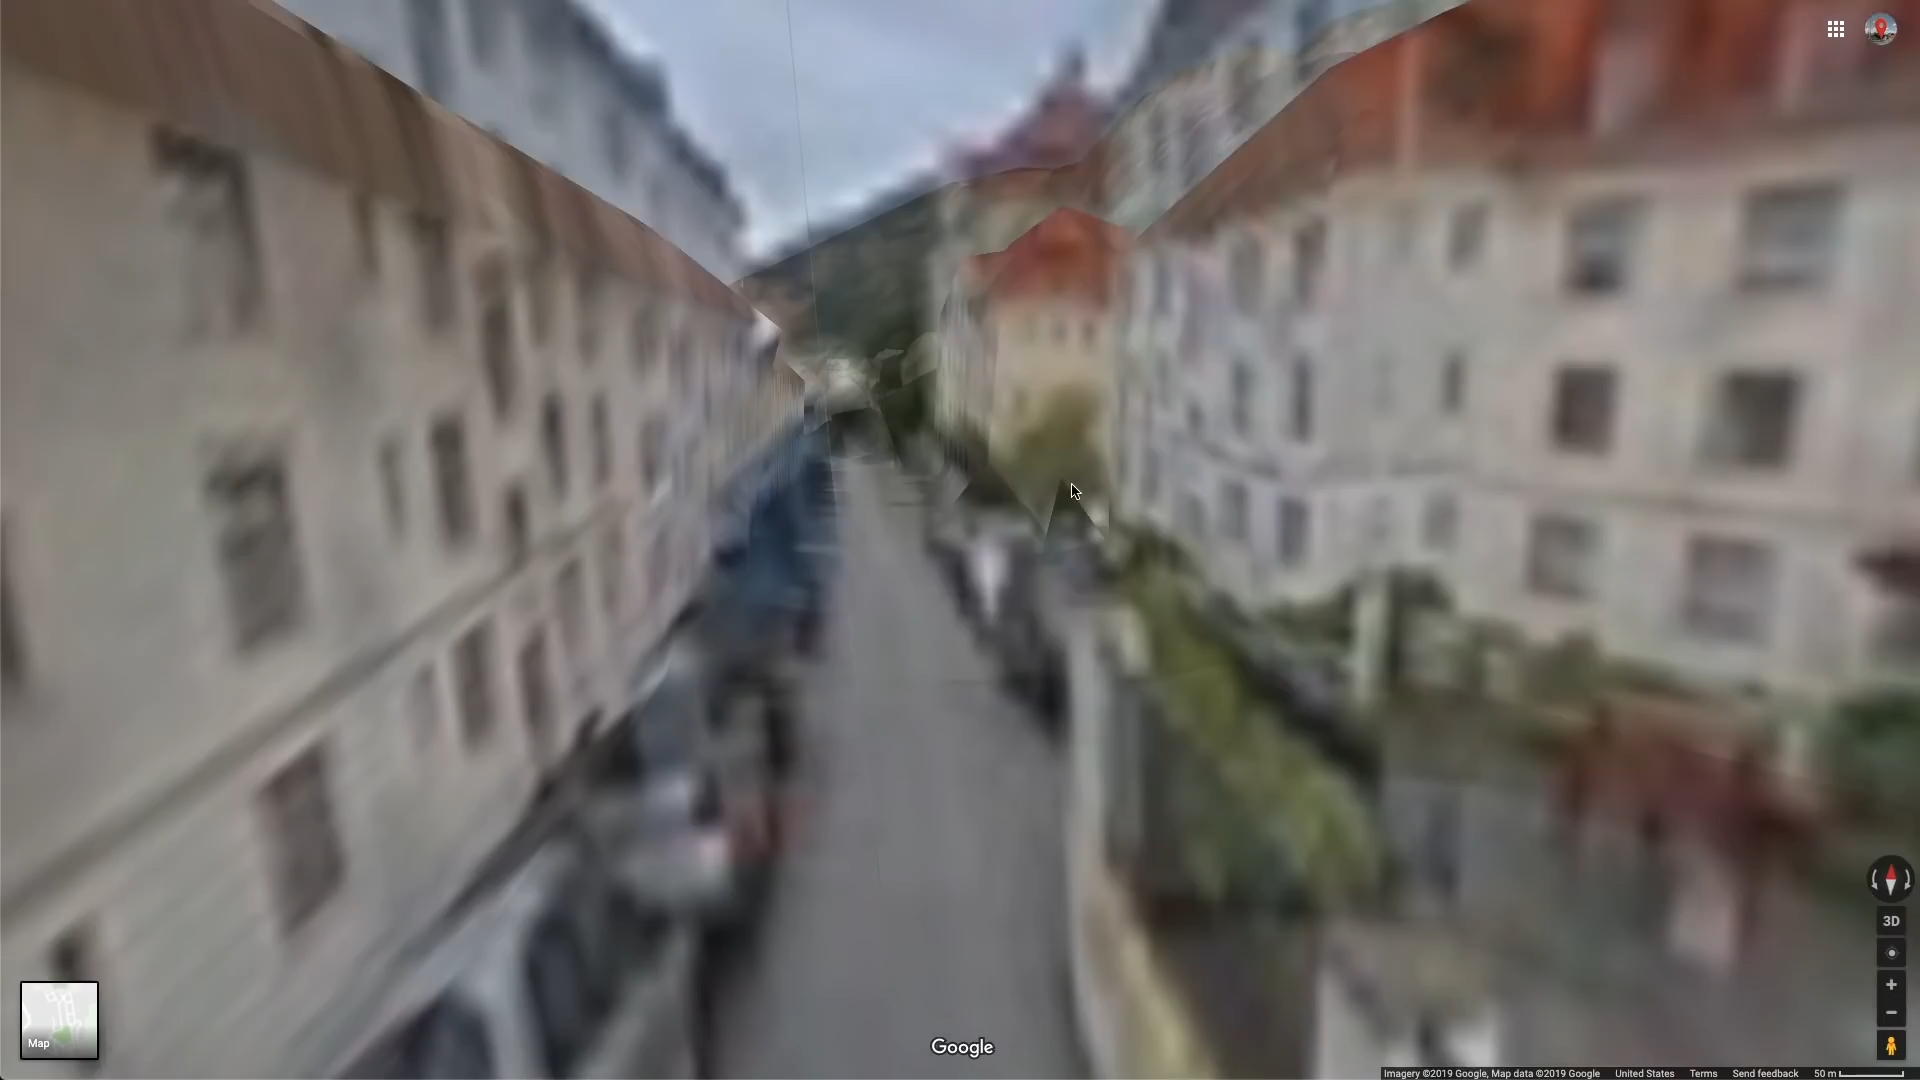 3D
Map
Google
Imagery ©2019 Google, Map data ©2019 Google United States Terms Send feedback 50 m